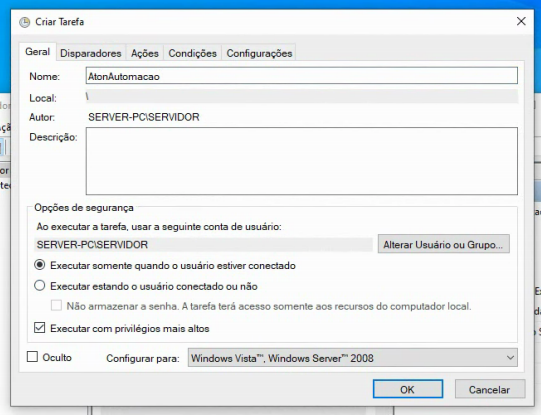 Criar Tarefa
Geral Disparadores Ações Condições Configurações
Nome: AtonAutomacao
Local: \
Autor: SERVER-PC\SERVIDOR
Descrição:
Opções de segurança
Ao executar a tarefa, usar a seguinte conta de usuário:
SERVER-PC\SERVIDOR Alterar Usuário ou Grupo...
Executar somente quando o usuário estiver conectado
Executar estando o usuário conectado ou não
Não armazenar a senha. A tarefa terá acesso somente aos recursos do computador local.
Executar com privilégios mais altos
Oculto Configurar para: Windows Vista™, Windows Server™ 2008
OK Cancelar